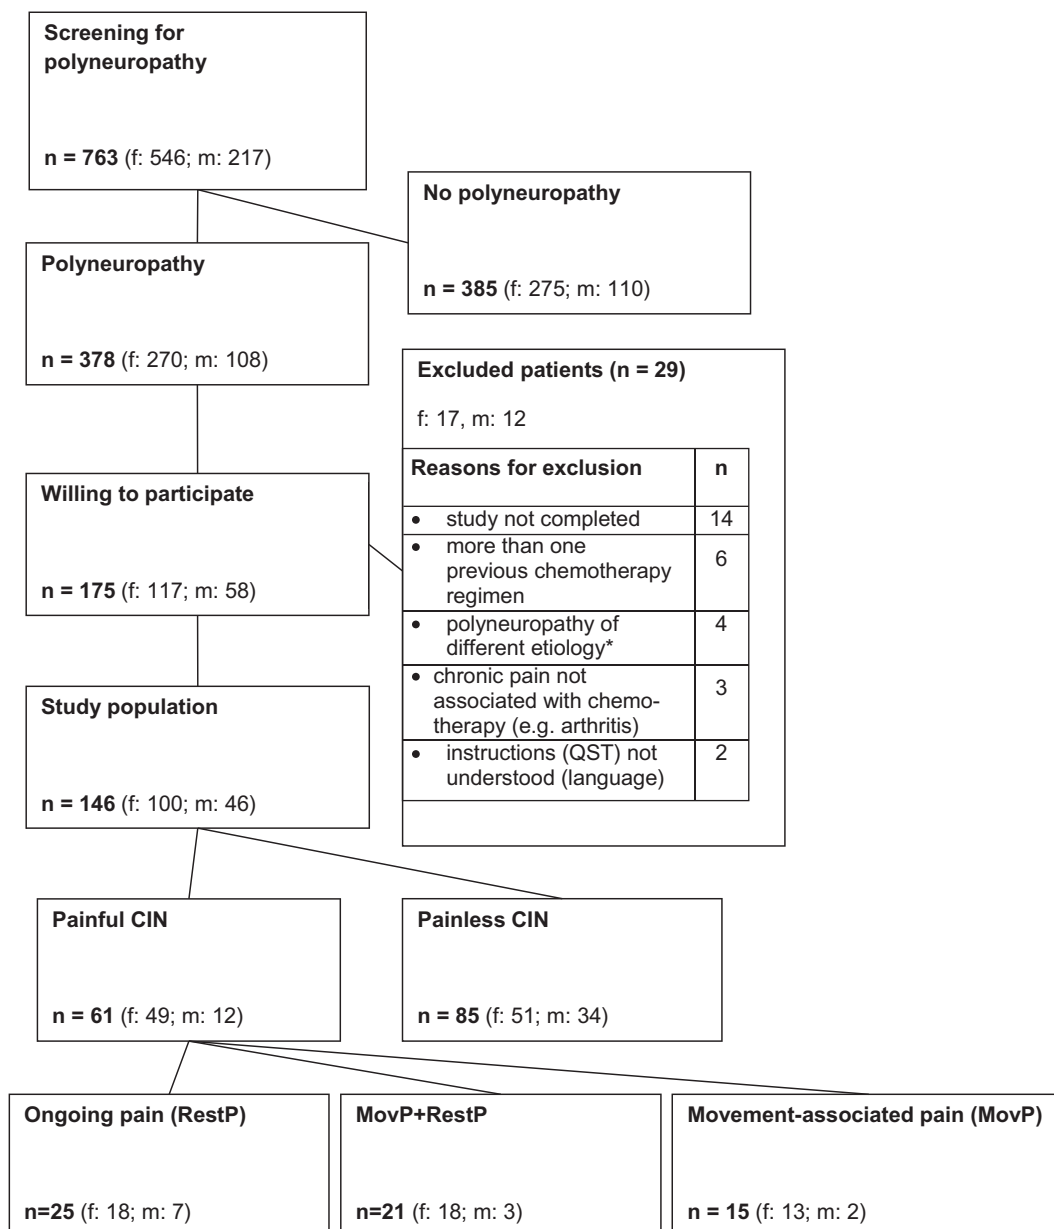 Screening for
polyneuropathy
n = 763 (f: 546; m: 217)
No polyneuropathy
n = 385 (f: 275; m: 110)
Polyneuropathy
n = 378 (f: 270; m: 108)
Excluded patients (n = 29)
f: 17, m: 12
Reasons for exclusion n
• study not completed 14
• more than one
previous chemotherapy
regimen 6
• polyneuropathy of
different etiology* 4
• chronic pain not
associated with chemo-
therapy (e.g. arthritis) 3
• instructions (QST) not
understood (language) 2
Willing to participate
n = 175 (f: 117; m: 58)
Study population
n = 146 (f: 100; m: 46)
Painful CIN
n = 61 (f: 49; m: 12)
Painless CIN
n = 85 (f: 51; m: 34)
Ongoing pain (RestP)
n=25 (f: 18; m: 7)
MovP+RestP
n=21 (f: 18; m: 3)
Movement-associated pain (MovP)
n = 15 (f: 13; m: 2)